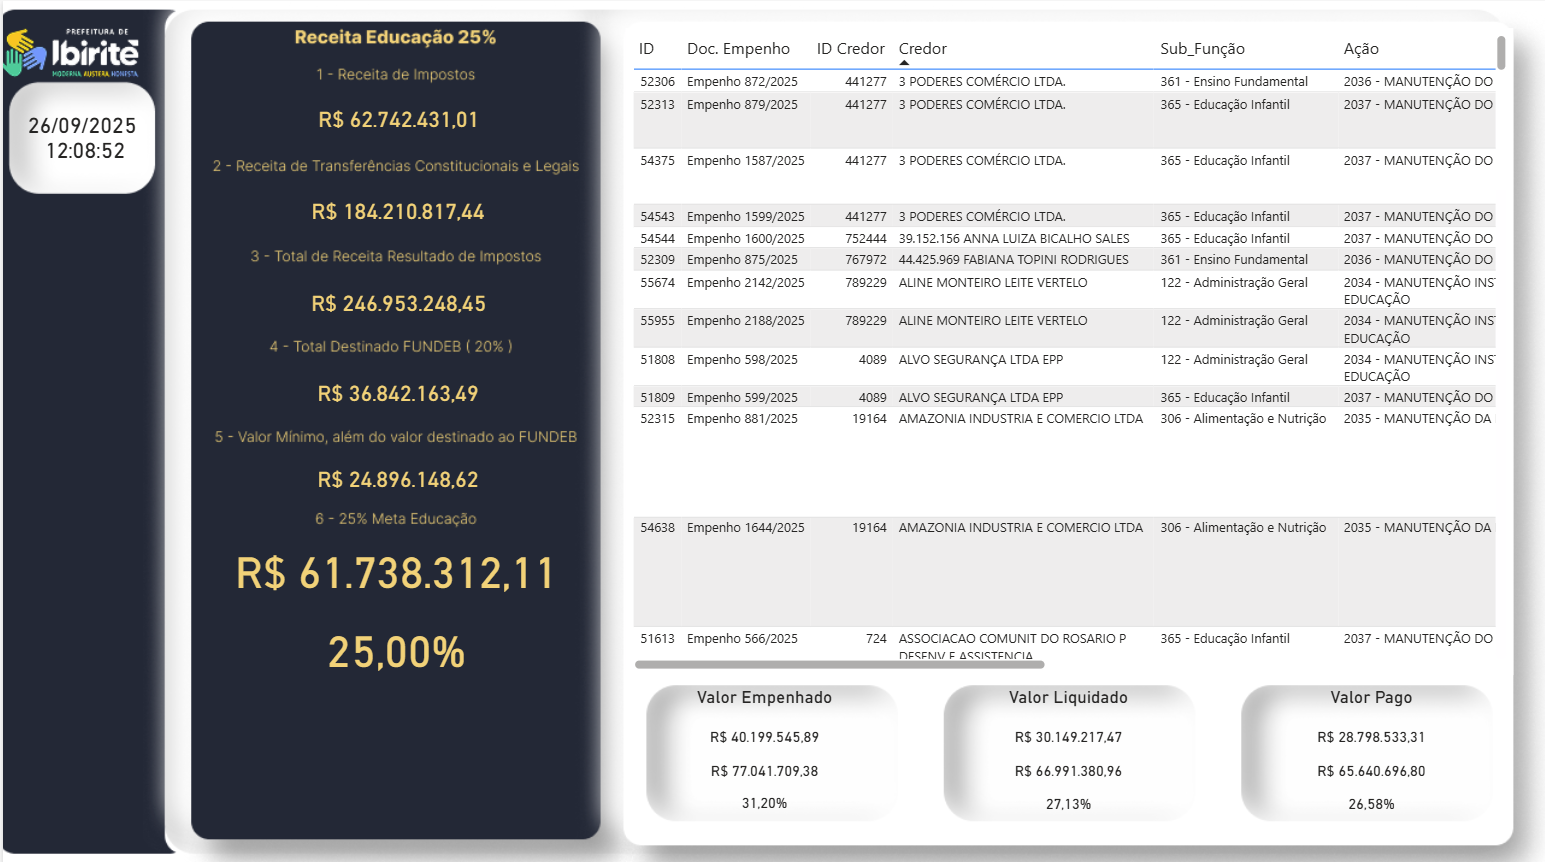 PREFEITURA DE
Ibirité
MODERNA. AUSTERA. HONESTA
26/09/2025
12:08:52
Receita Educação 25%
1 - Receita de Impostos
R$ 62.742.431,01
2 - Receita de Transferências Constitucionais e Legais
R$ 184.210.817,44
3 - Total de Receita Resultado de Impostos
R$ 246.953.248,45
4 - Total Destinado FUNDEB ( 20% )
R$ 36.842.163,49
5 - Valor Mínimo, além do valor destinado ao FUNDEB
R$ 24.896.148,62
6 - 25% Meta Educação
R$ 61.738.312,11
25,00%
ID Doc. Empenho ID Credor Credor Sub_Função Ação
52306 Empenho 872/2025 441277 3 PODERES COMÉRCIO LTDA. 361 - Ensino Fundamental 2036 - MANUTENÇÃO DO
52313 Empenho 879/2025 441277 3 PODERES COMÉRCIO LTDA. 365 - Educação Infantil 2037 - MANUTENÇÃO DO
54375 Empenho 1587/2025 441277 3 PODERES COMÉRCIO LTDA. 365 - Educação Infantil 2037 - MANUTENÇÃO DO
54543 Empenho 1599/2025 441277 3 PODERES COMÉRCIO LTDA. 365 - Educação Infantil 2037 - MANUTENÇÃO DO
54544 Empenho 1600/2025 752444 39.152.156 ANNA LUIZA BICALHO SALES 365 - Educação Infantil 2037 - MANUTENÇÃO DO
52309 Empenho 875/2025 767972 44.425.969 FABIANA TOPINI RODRIGUES 361 - Ensino Fundamental 2036 - MANUTENÇÃO DO
55674 Empenho 2142/2025 789229 ALINE MONTEIRO LEITE VERTELO 122 - Administração Geral 2034 - MANUTENÇÃO INS
EDUCAÇÃO
55955 Empenho 2188/2025 789229 ALINE MONTEIRO LEITE VERTELO 122 - Administração Geral 2034 - MANUTENÇÃO INS
EDUCAÇÃO
51808 Empenho 598/2025 4089 ALVO SEGURANÇA LTDA EPP 122 - Administração Geral 2034 - MANUTENÇÃO INS
EDUCAÇÃO
51809 Empenho 599/2025 4089 ALVO SEGURANÇA LTDA EPP 365 - Educação Infantil 2037 - MANUTENÇÃO DO
52315 Empenho 881/2025 19164 AMAZONIA INDUSTRIA E COMERCIO LTDA 306 - Alimentação e Nutrição 2035 - MANUTENÇÃO DA
54638 Empenho 1644/2025 19164 AMAZONIA INDUSTRIA E COMERCIO LTDA 306 - Alimentação e Nutrição 2035 - MANUTENÇÃO DA
51613 Empenho 566/2025 724 ASSOCIACAO COMUNIT DO ROSARIO P 365 - Educação Infantil 2037 - MANUTENÇÃO DO
DESENV E ASSISTENCIA
Valor Empenhado
R$ 40.199.545,89
R$ 77.041.709,38
31,20%
Valor Liquidado
R$ 30.149.217,47
R$ 66.991.380,96
27,13%
Valor Pago
R$ 28.798.533,31
R$ 65.640.696,80
26,58%